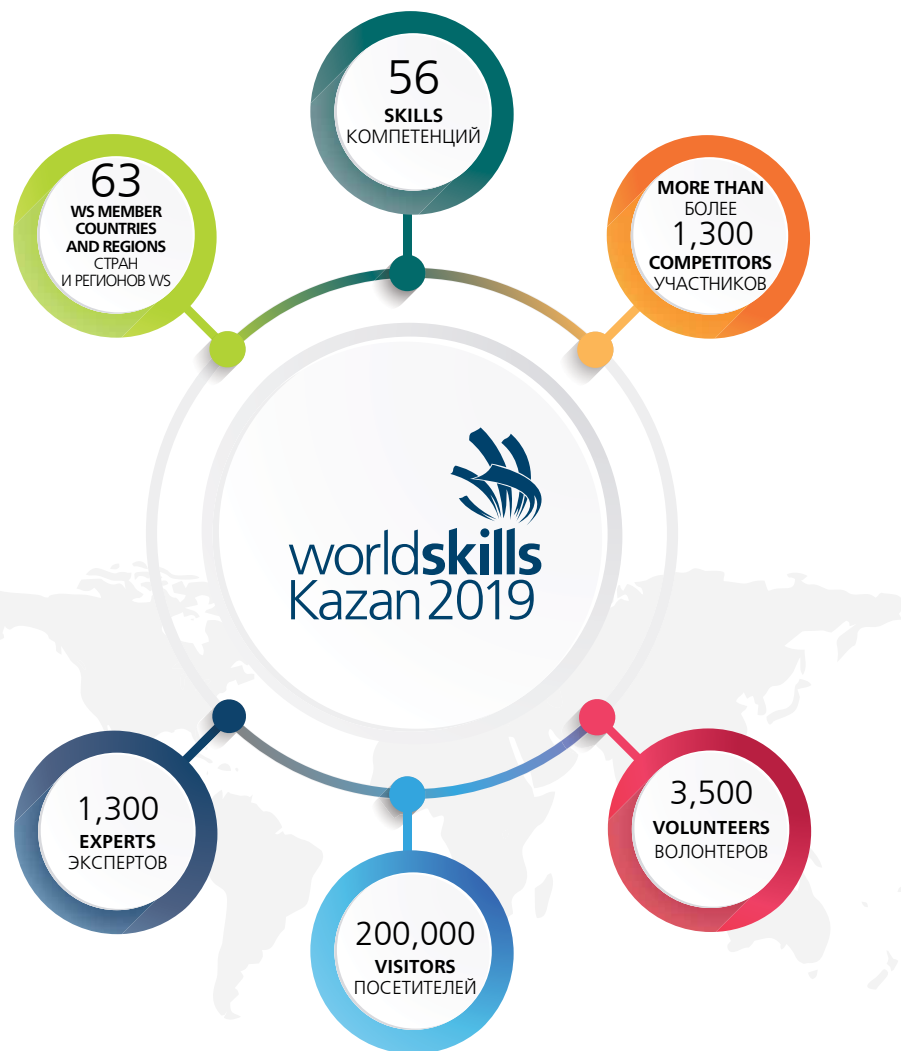 56
SKILLS
КОМПЕТЕНЦИЙ
63
WS MEMBER
COUNTRIES
AND REGIONS
СТРАН
И РЕГИОНОВ WS
MORE THAN
БОЛЕЕ
1,300
COMPETITORS
УЧАСТНИКОВ
worldskills
Kazan 2019
1,300
EXPERTS
ЭКСПЕРТОВ
3,500
VOLUNTEERS
ВОЛОНТЕРОВ
200,000
VISITORS
ПОСЕТИТЕЛЕЙ